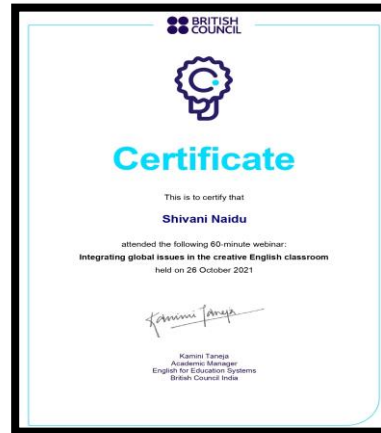 BRITISH
COUNCIL
Certificate
This is to certify that
Shivani Naidu
attended the following 60-minute webinar:
Integrating global issues in the creative English classroom
held on 26 October 2021
Kamini Taneja
Kamini Taneja
Academic Manager
English for Education Systems
British Council India